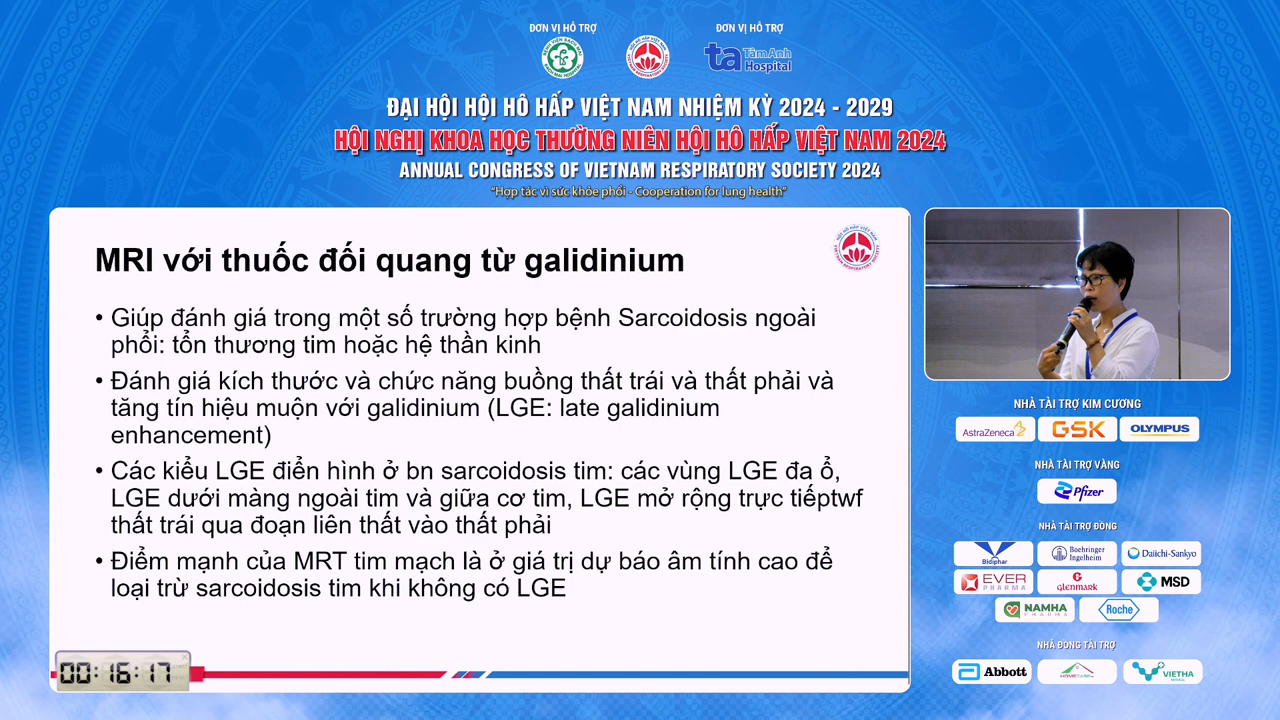 ĐƠN VỊ HỖ TRỢ
ĐƠN VỊ HỖ TRỢ
ta TâmAnh Hospital
ĐẠI HỘI HỘI HÔ HẤP VIỆT NAM NHIỆM KỲ 2024 - 2029
HỘI NGHỊ KHOA HỌC THƯỜNG NIÊN HỘI HÔ HẤP VIỆT NAM 2024
ANNUAL CONGRESS OF VIETNAM RESPIRATORY SOCIETY 2024
"Hợp tác vì sức khỏe phổi - Cooperation for lung health"
MRI với thuốc đối quang từ galidinium
• Giúp đánh giá trong một số trường hợp bệnh Sarcoidosis ngoài
phổi: tổn thương tim hoặc hệ thần kinh
• Đánh giá kích thước và chức năng buồng thất trái và thất phải và
tăng tín hiệu muộn với galidinium (LGE: late galidinium
enhancement)
• Các kiểu LGE điển hình ở bn sarcoidosis tim: các vùng LGE đa ổ,
LGE dưới màng ngoài tim và giữa cơ tim, LGE mở rộng trực tiếptwf
thất trái qua đoạn liên thất vào thất phải
• Điểm mạnh của MRT tim mạch là ở giá trị dự báo âm tính cao để
loại trừ sarcoidosis tim khi không có LGE
00:16:17
NHÀ TÀI TRỢ KIM CƯƠNG
AstraZeneca GSK OLYMPUS
NHÀ TÀI TRỢ VÀNG
Pfizer
NHÀ TÀI TRỢ ĐỒNG
Bidiphar Boehringer Ingelheim Daiichi-Sankyo
EVER PHARMA GLENMARK MSD
NAMHA PHARMA Roche
NHÀ ĐỒNG TÀI TRỢ
Abbott VIETHA